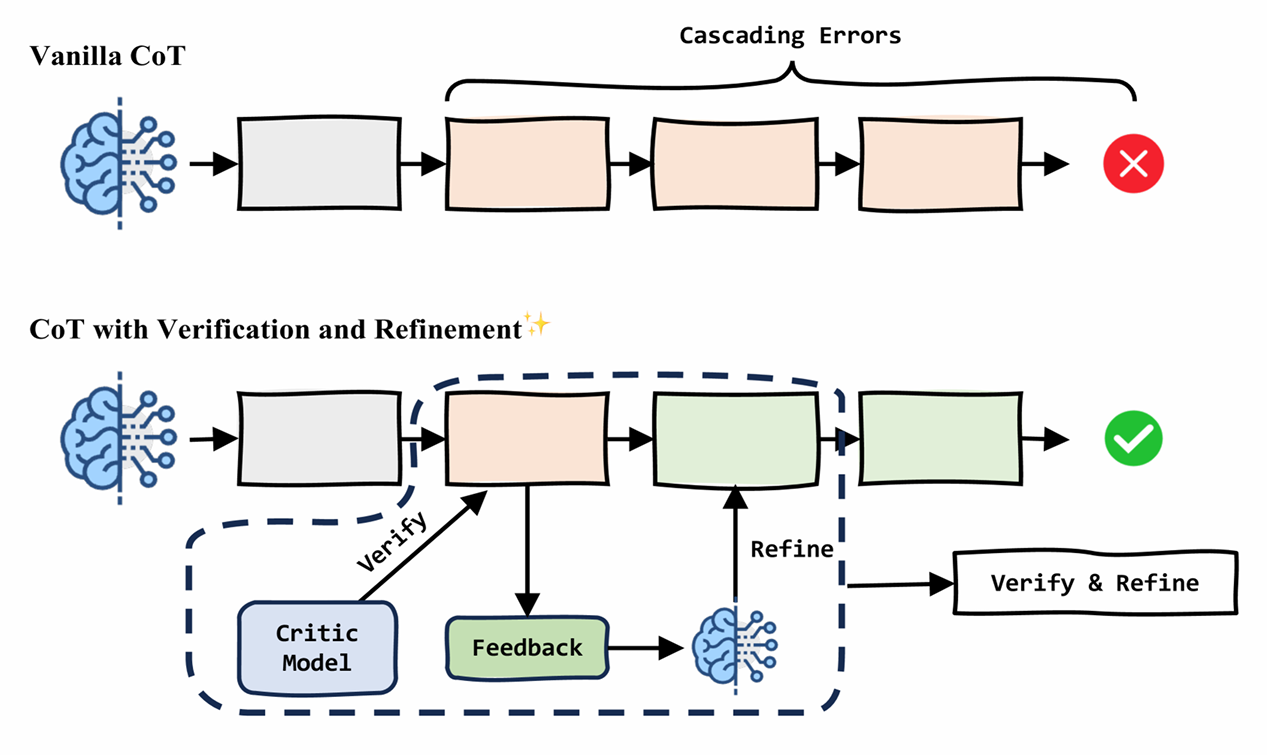 Cascading Errors
Vanilla CoT
CoT with Verification and Refinement✨
Verify
Refine
Verify & Refine
Critic
Model
Feedback